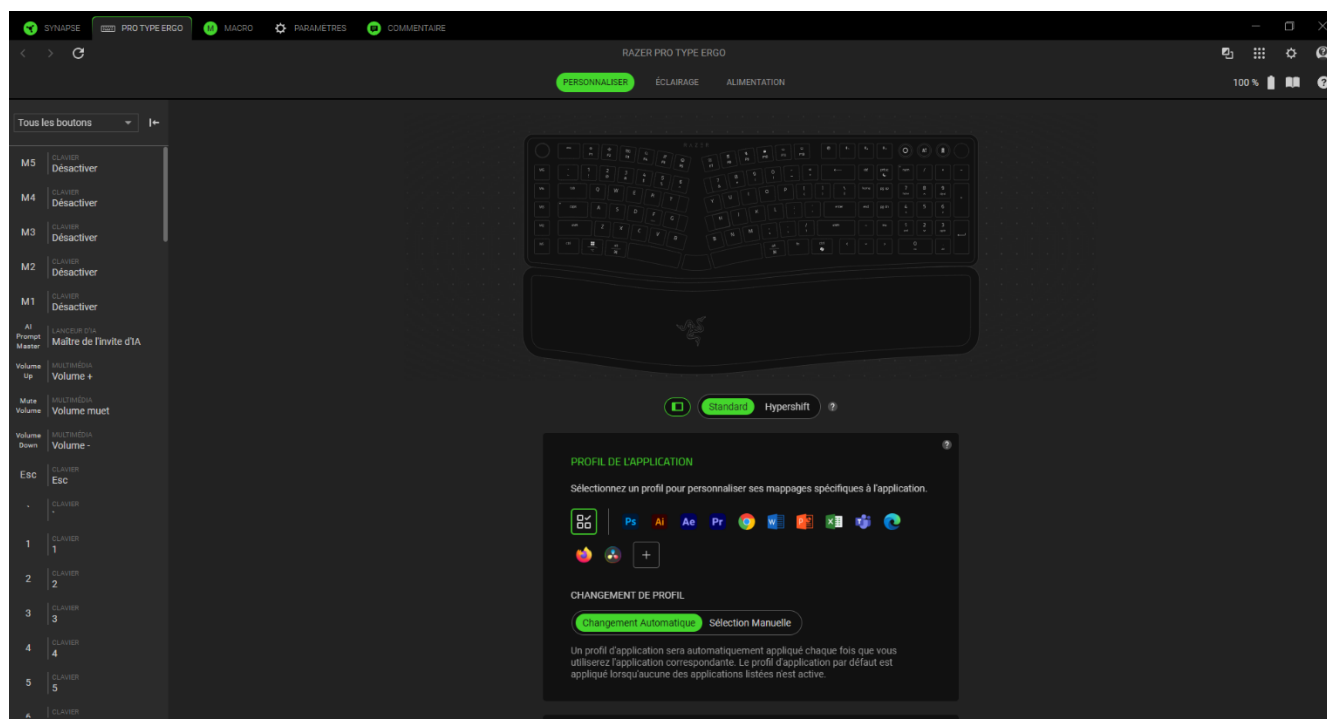 SYNAPSE
PRO TYPE ERGO
MACRO
PARAMÈTRES
COMMENTAIRE
RAZER PRO TYPE ERGO
PERSONNALISER
ÉCLAIRAGE
ALIMENTATION
100 %
Tous les boutons
M5
CLAVIER
Désactiver
M4
CLAVIER
Désactiver
M3
CLAVIER
Désactiver
M2
CLAVIER
Désactiver
M1
CLAVIER
Désactiver
AI
Prompt
Master
LANCEUR D'IA
Maître de l'invite d'IA
Volume
Up
MULTIMÉDIA
Volume +
Mute
Volume
MULTIMÉDIA
Volume muet
Volume
Down
MULTIMÉDIA
Volume -
Esc
CLAVIER
Esc
`
CLAVIER
`
1
CLAVIER
1
2
CLAVIER
2
3
CLAVIER
3
4
CLAVIER
4
5
CLAVIER
5
6
CLAVIER
RAZER
Standard
Hypershift
PROFIL DE L'APPLICATION
Sélectionnez un profil pour personnaliser ses mappages spécifiques à l'application.
Ps
Ai
Ae
Pr
CHANGEMENT DE PROFIL
Changement Automatique
Sélection Manuelle
Un profil d'application sera automatiquement appliqué chaque fois que vous
utiliserez l'application correspondante. Le profil d'application par défaut est
appliqué lorsqu'aucune des applications listées n'est active.